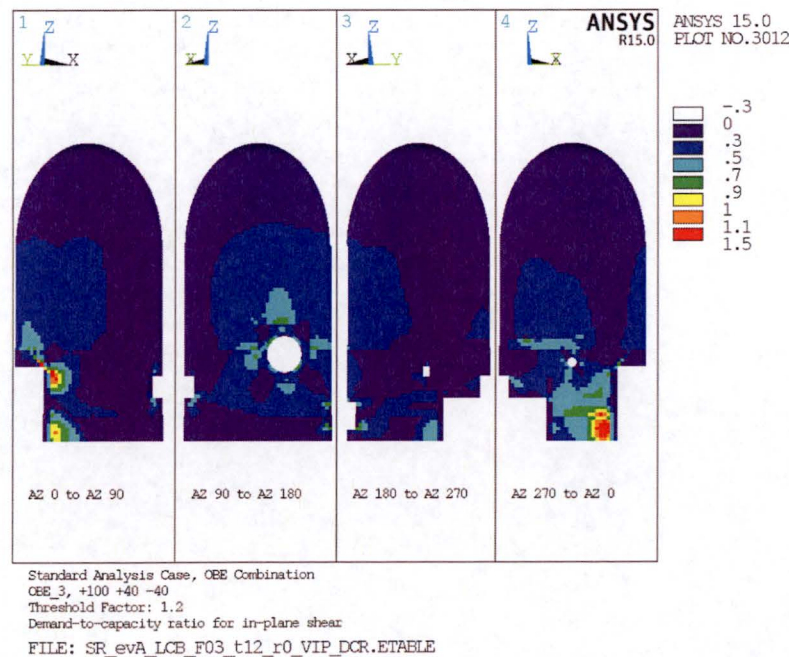 1
Z
Y
X
2
Z
X
3
Z
X
Y
4
Z
X
ANSYS
R15.0
ANSYS 15.0
PLOT NO.3012
-.3
0
.3
.5
.7
.9
1
1.1
1.5
AZ 0 to AZ 90
AZ 90 to AZ 180
AZ 180 to AZ 270
AZ 270 to AZ 0
Standard Analysis Case, OBE Combination
OBE_3, +100 +40 -40
Threshold Factor: 1.2
Demand-to-capacity ratio for in-plane shear
FILE: SR_evA_LCB_F03_t12_r0_VIP_DCR.ETABLE